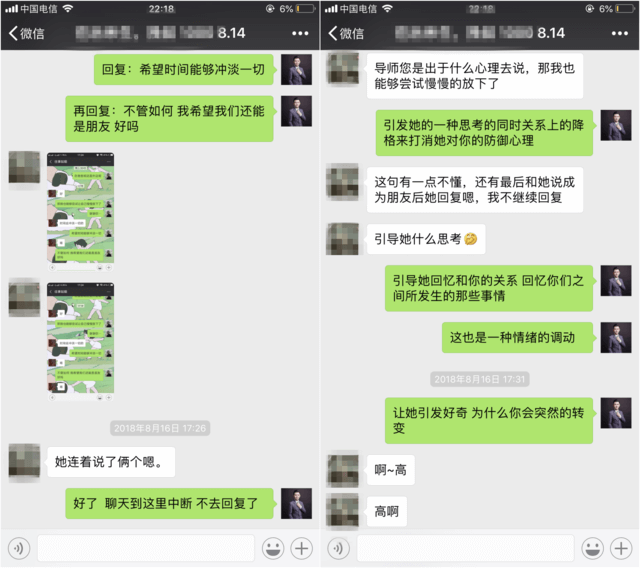 中国电信
22:18
6%
微信
8.14
回复：希望时间能够冲淡一切
再回复：不管如何 我希望我们还能
是朋友 好吗
2018年8月16日 17:26
她连着说了俩个嗯。
好了 聊天到这里中断 不去回复了
中国电信
22:18
6%
微信
8.14
导师您是出于什么心理去说，那我也
能够尝试慢慢的放下了
引发她的一种思考的同时关系上的降
格来打消她对你的防御心理
这句有一点不懂，还有最后和她说成
为朋友后她回复嗯，我不继续回复
引导她什么思考
引导她回忆和你的关系 回忆你们之
间所发生的那些事情
这也是一种情绪的调动
2018年8月16日 17:31
让她引发好奇 为什么你会突然的转
变
啊~高
高啊